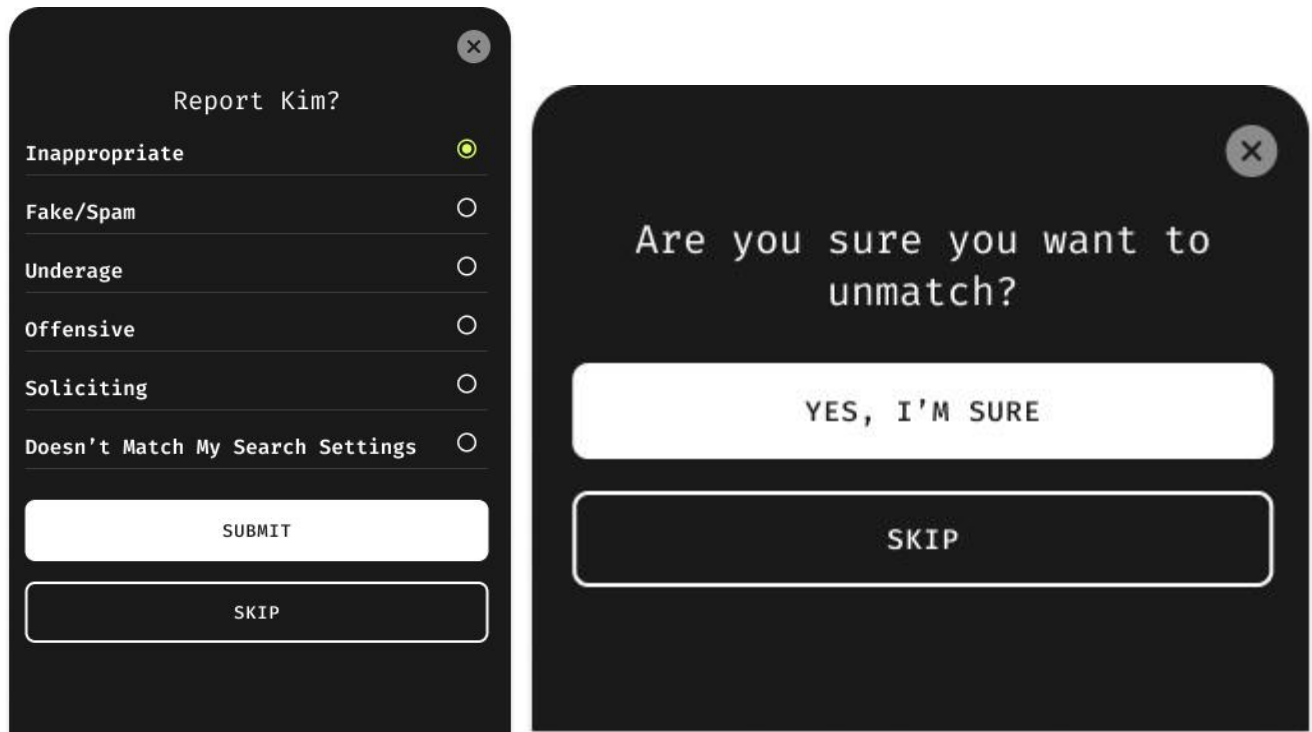 Report Kim?
Inappropriate
Fake/Spam
Underage
Offensive
Soliciting
Doesn’t Match My Search Settings
SUBMIT
SKIP
Are you sure you want to
unmatch?
YES, I’M SURE
SKIP